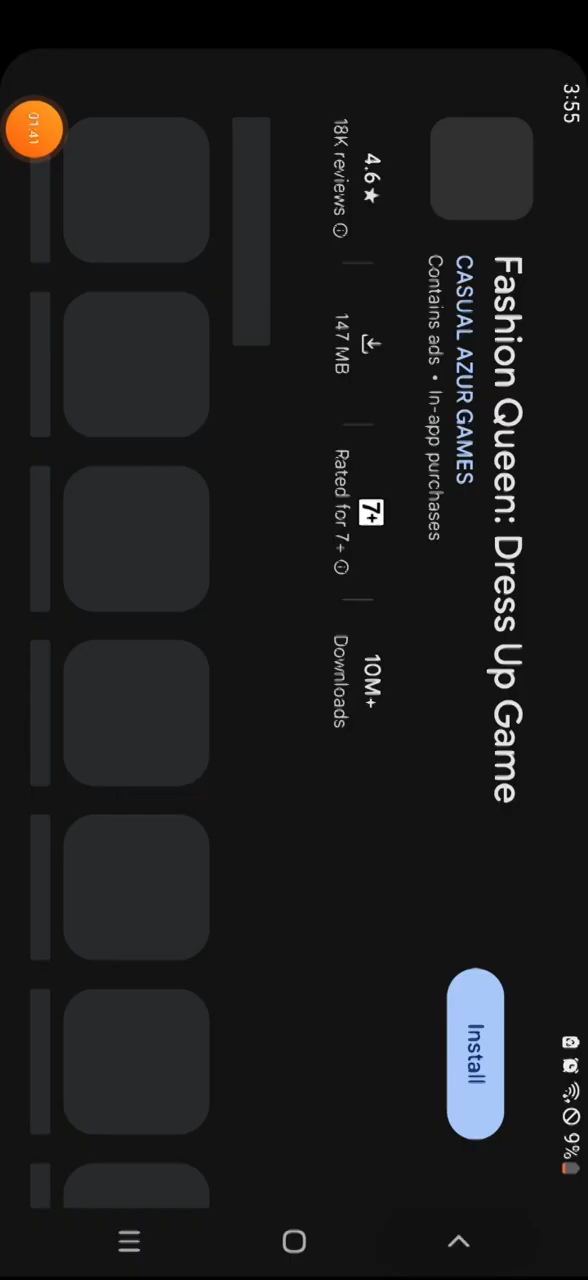 3:55
9%
Fashion Queen: Dress Up Game
CASUAL AZUR GAMES
Contains ads • In-app purchases
Install
4.6★
18K reviews
147 MB
7+
Rated for 7+
10M+
Downloads
01:41